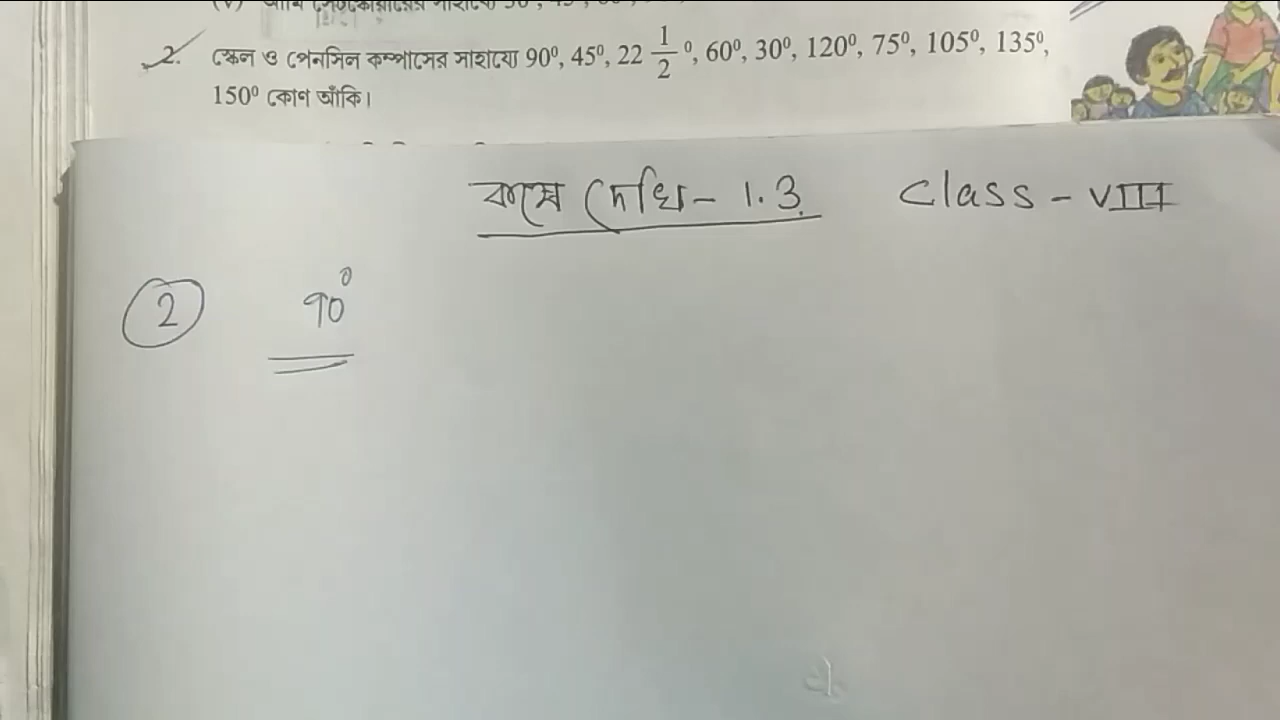 2. স্কেল ও পেনসিল কম্পাসের সাহায্যে 90⁰, 45⁰, 22 1/2 ⁰, 60⁰, 30⁰, 120⁰, 75⁰, 105⁰, 135⁰,
150⁰ কোণ আঁকি।
কষে দেখি - 1.3 Class - VIII
2 90⁰